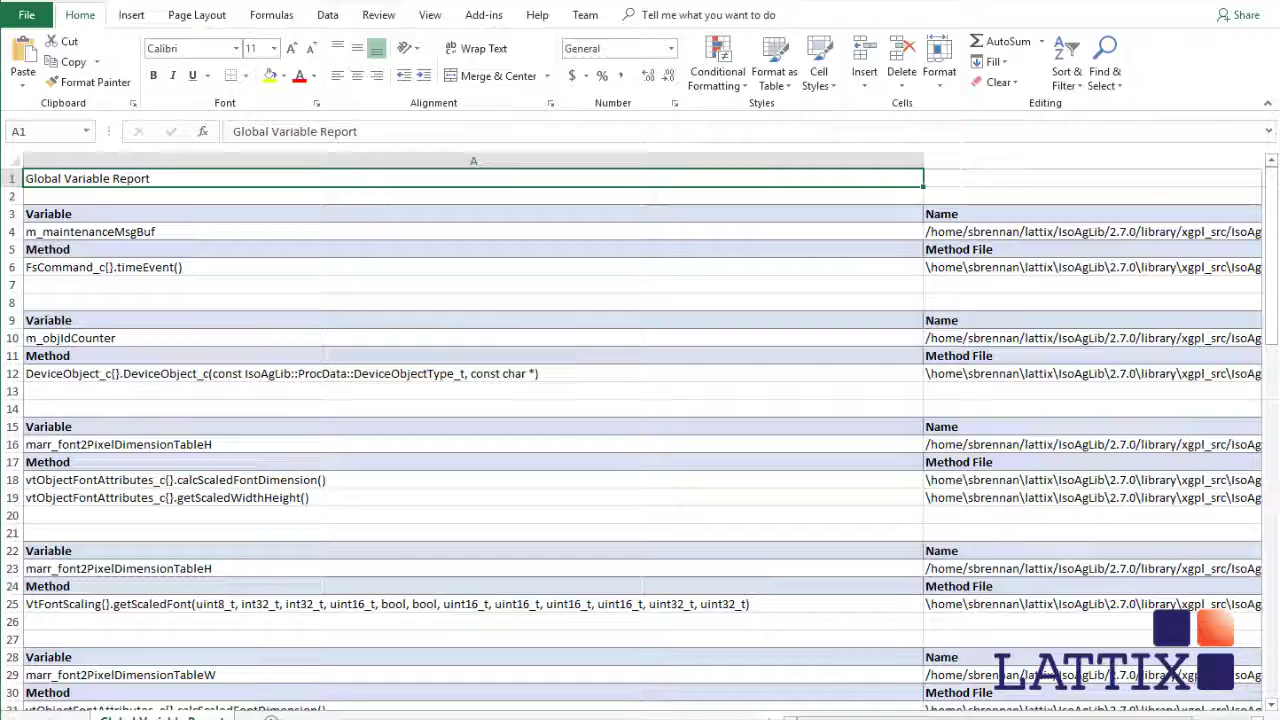 File Home Insert Page Layout Formulas Data Review View Add-ins Help Team Tell me what you want to do Share
Cut
Copy
Format Painter
Paste
Clipboard
Calibri 11
B I U
Font
Wrap Text
Merge & Center
Alignment
General
$ % ,
Number
Conditional Formatting
Format as Table
Cell Styles
Styles
Insert Delete Format
Cells
AutoSum
Fill
Clear
Sort & Filter
Find & Select
Editing
A1 fx Global Variable Report
A
1 Global Variable Report
2
3 Variable Name
4 m_maintenanceMsgBuf /home/sbrennan/lattix/IsoAgLib/2.7.0/library/xgpl_src/IsoAg
5 Method Method File
6 FsCommand_c{}.timeEvent() \home\sbrennan\lattix\IsoAgLib\2.7.0\library\xgpl_src\IsoAg
7
8
9 Variable Name
10 m_objIdCounter /home/sbrennan/lattix/IsoAgLib/2.7.0/library/xgpl_src/IsoAg
11 Method Method File
12 DeviceObject_c{}.DeviceObject_c(const IsoAgLib::ProcData::DeviceObjectType_t, const char *) \home\sbrennan\lattix\IsoAgLib\2.7.0\library\xgpl_src\IsoAg
13
14
15 Variable Name
16 marr_font2PixelDimensionTableH /home/sbrennan/lattix/IsoAgLib/2.7.0/library/xgpl_src/IsoAg
17 Method Method File
18 vtObjectFontAttributes_c{}.calcScaledFontDimension() \home\sbrennan\lattix\IsoAgLib\2.7.0\library\xgpl_src\IsoAg
19 vtObjectFontAttributes_c{}.getScaledWidthHeight() \home\sbrennan\lattix\IsoAgLib\2.7.0\library\xgpl_src\IsoAg
20
21
22 Variable Name
23 marr_font2PixelDimensionTableH /home/sbrennan/lattix/IsoAgLib/2.7.0/library/xgpl_src/IsoAg
24 Method Method File
25 VtFontScaling{}.getScaledFont(uint8_t, int32_t, int32_t, uint16_t, bool, bool, uint16_t, uint16_t, uint16_t, uint16_t, uint32_t, uint32_t) \home\sbrennan\lattix\IsoAgLib\2.7.0\library\xgpl_src\IsoAg
26
27
28 Variable Name
29 marr_font2PixelDimensionTableW /home/sbrennan/lattix/IsoAgLib/2.7.0/library/xgpl_src/IsoAg
30 Method Method File
LATTIX